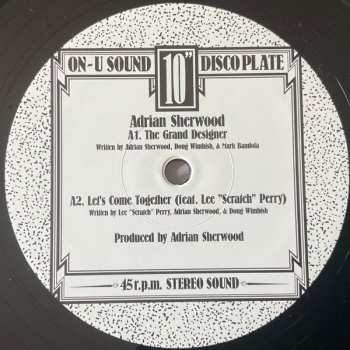 ON-U SOUND 10" DISCO PLATE
Adrian Sherwood
A1. The Grand Designer
Written by Adrian Sherwood, Doug Wimbish, & Mark Bandola
A2. Let's Come Together (feat. Lee "Scratch" Perry)
Written by Lee "Scratch" Perry, Adrian Sherwood, & Doug Wimbish
Produced by Adrian Sherwood
45 r.p.m. STEREO SOUND